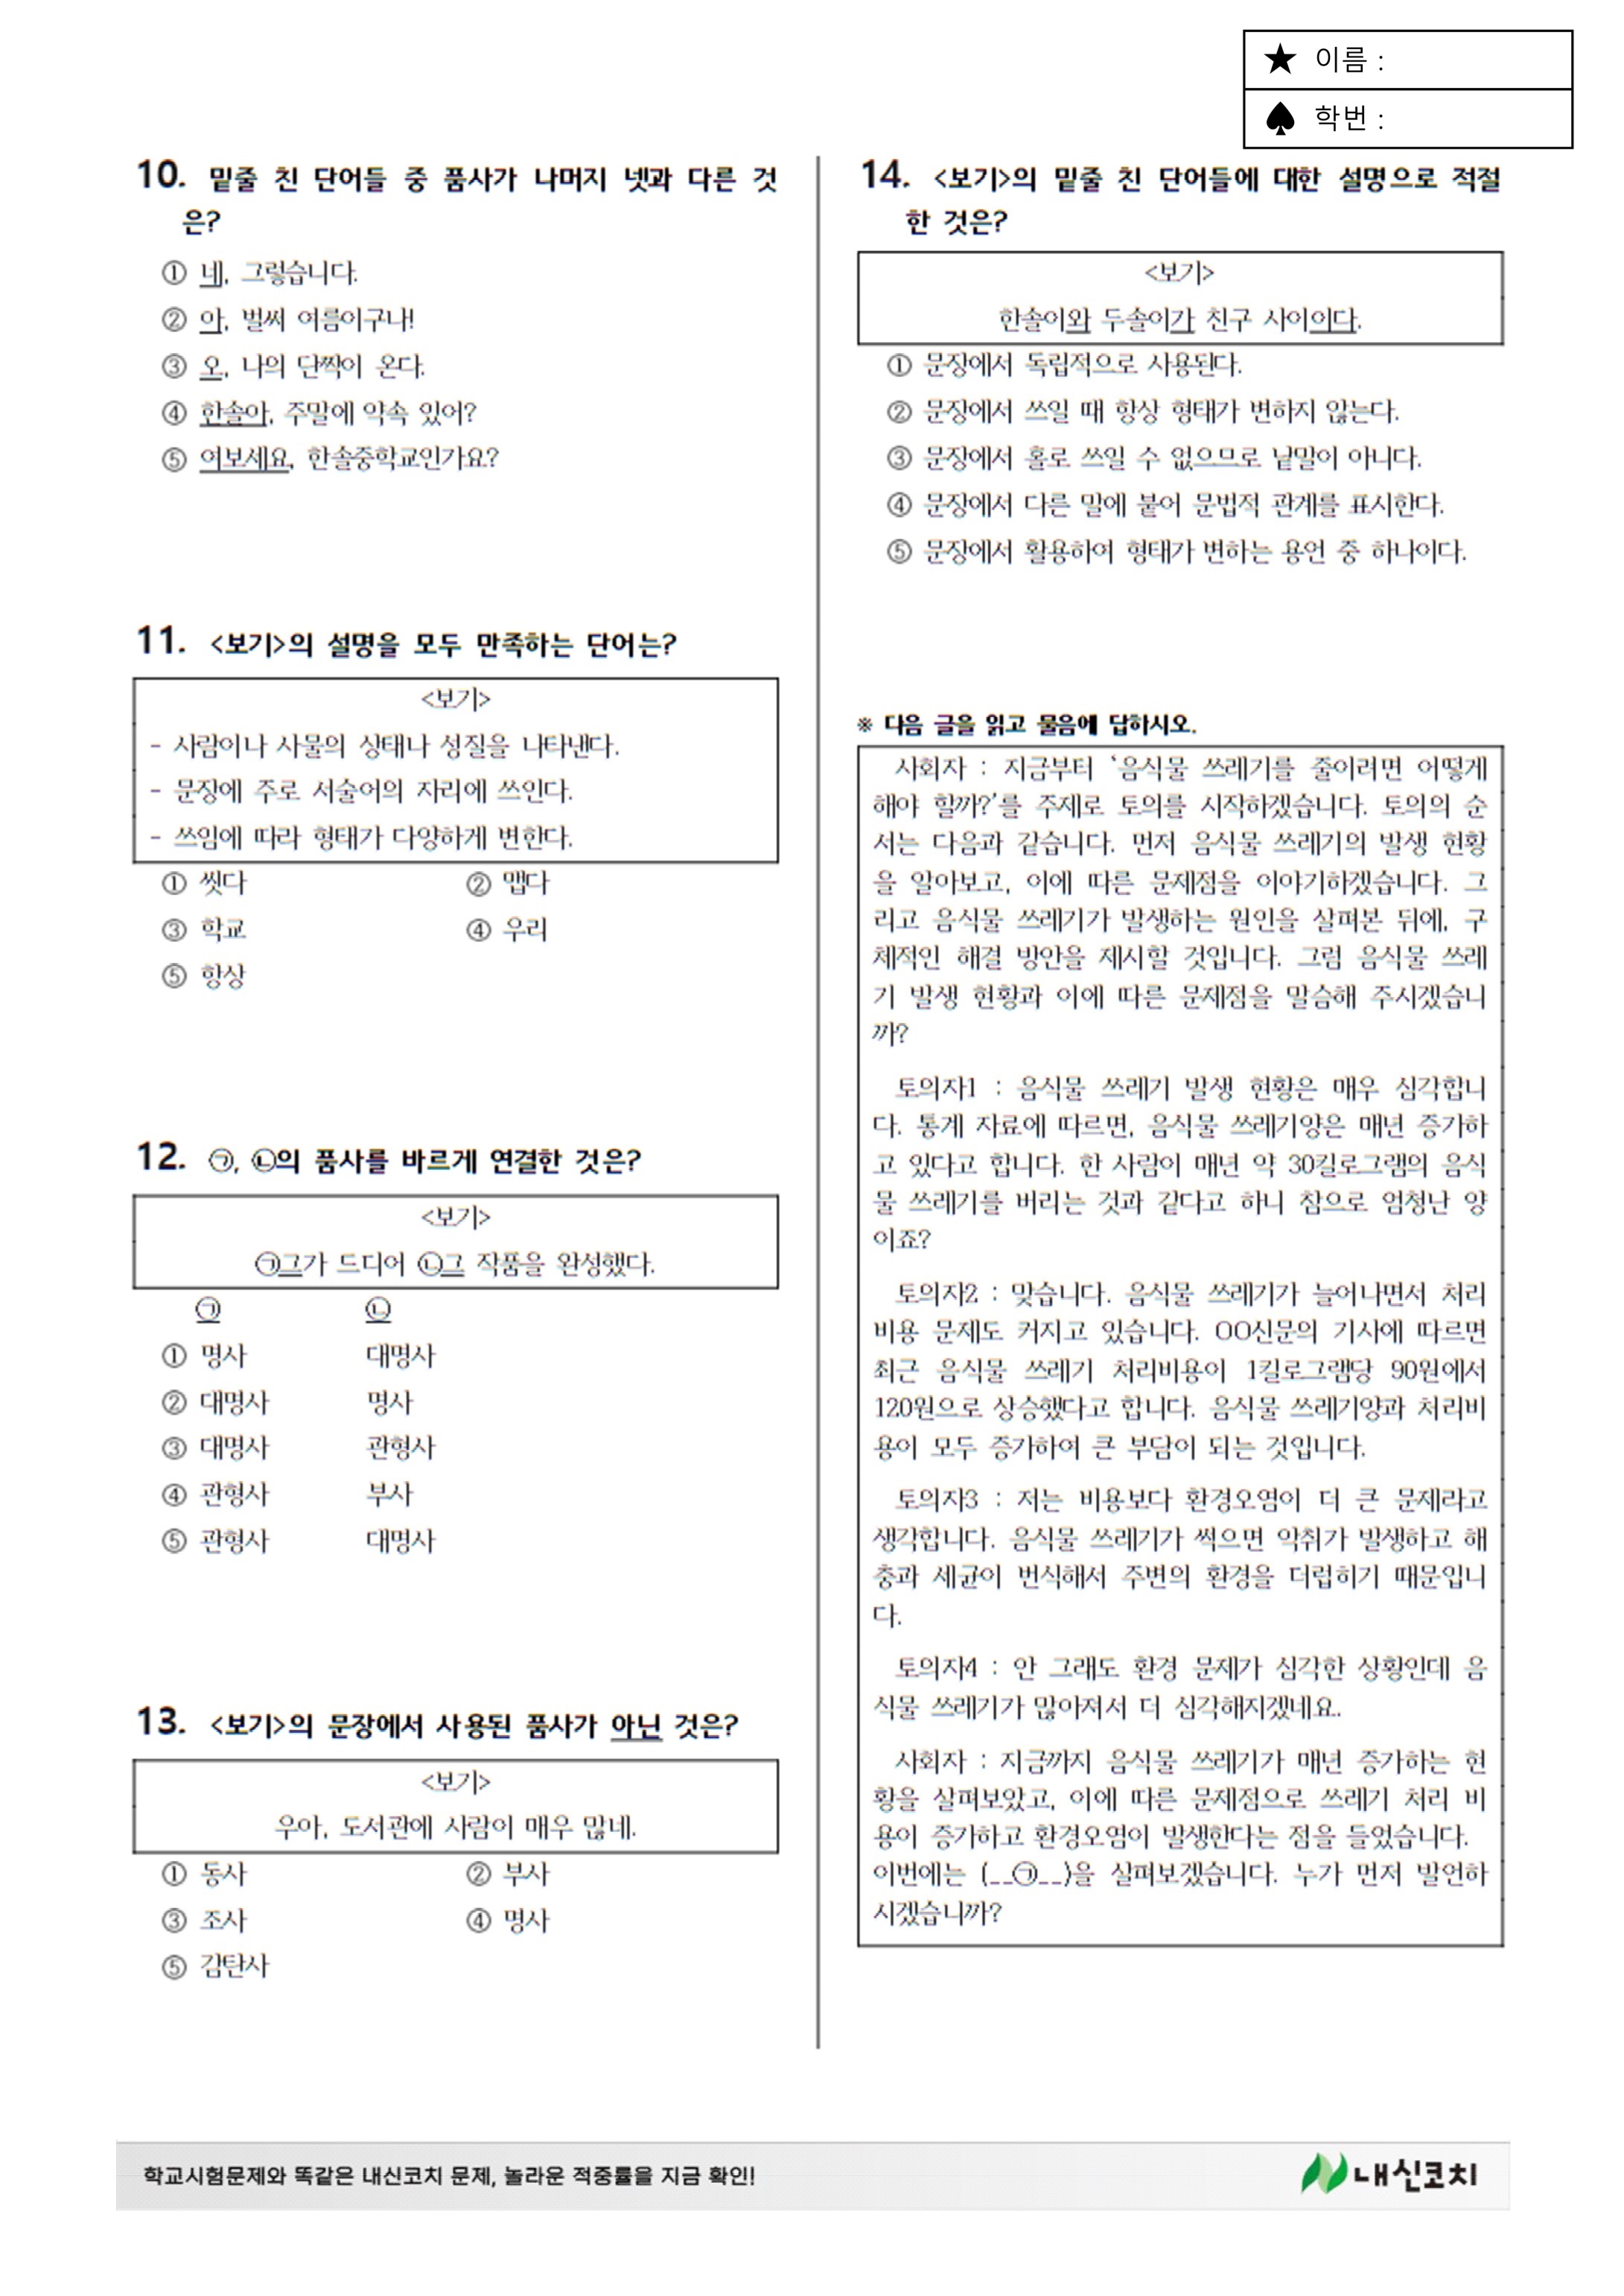 ★ 이름 :
♠ 학번 :
10. 밑줄 친 단어들 중 품사가 나머지 넷과 다른 것
은?
① 네, 그렇습니다.
② 아, 벌써 여름이구나!
③ 오, 나의 단짝이 온다.
④ 한솔아, 주말에 약속 있어?
⑤ 여보세요, 한솔중학교인가요?
11. <보기>의 설명을 모두 만족하는 단어는?
<보기>
- 사람이나 사물의 상태나 성질을 나타낸다.
- 문장에 주로 서술어의 자리에 쓰인다.
- 쓰임에 따라 형태가 다양하게 변한다.
① 씻다 ② 맵다
③ 학교 ④ 우리
⑤ 항상
12. ㉠, ㉡의 품사를 바르게 연결한 것은?
<보기>
㉠그가 드디어 ㉡그 작품을 완성했다.
㉠ ㉡
① 명사 대명사
② 대명사 명사
③ 대명사 관형사
④ 관형사 부사
⑤ 관형사 대명사
13. <보기>의 문장에서 사용된 품사가 아닌 것은?
<보기>
우아, 도서관에 사람이 매우 많네.
① 동사 ② 부사
③ 조사 ④ 명사
⑤ 감탄사
14. <보기>의 밑줄 친 단어들에 대한 설명으로 적절
한 것은?
<보기>
한솔이와 두솔이가 친구 사이이다.
① 문장에서 독립적으로 사용된다.
② 문장에서 쓰일 때 항상 형태가 변하지 않는다.
③ 문장에서 홀로 쓰일 수 없으므로 낱말이 아니다.
④ 문장에서 다른 말에 붙어 문법적 관계를 표시한다.
⑤ 문장에서 활용하여 형태가 변하는 용언 중 하나이다.
※ 다음 글을 읽고 물음에 답하시오.
사회자 : 지금부터 '음식물 쓰레기를 줄이려면 어떻게
해야 할까?'를 주제로 토의를 시작하겠습니다. 토의의 순
서는 다음과 같습니다. 먼저 음식물 쓰레기의 발생 현황
을 알아보고, 이에 따른 문제점을 이야기하겠습니다. 그
리고 음식물 쓰레기가 발생하는 원인을 살펴본 뒤에, 구
체적인 해결 방안을 제시할 것입니다. 그럼 음식물 쓰레
기 발생 현황과 이에 따른 문제점을 말씀해 주시겠습니
까?
토의자1 : 음식물 쓰레기 발생 현황은 매우 심각합니
다. 통계 자료에 따르면, 음식물 쓰레기양은 매년 증가하
고 있다고 합니다. 한 사람이 매년 약 30킬로그램의 음식
물 쓰레기를 버리는 것과 같다고 하니 참으로 엄청난 양
이죠?
토의자2 : 맞습니다. 음식물 쓰레기가 늘어나면서 처리
비용 문제도 커지고 있습니다. OO신문의 기사에 따르면
최근 음식물 쓰레기 처리비용이 1킬로그램당 90원에서
120원으로 상승했다고 합니다. 음식물 쓰레기양과 처리비
용이 모두 증가하여 큰 부담이 되는 것입니다.
토의자3 : 저는 비용보다 환경오염이 더 큰 문제라고
생각합니다. 음식물 쓰레기가 썩으면 악취가 발생하고 해
충과 세균이 번식해서 주변의 환경을 더럽히기 때문입니
다.
토의자4 : 안 그래도 환경 문제가 심각한 상황인데 음
식물 쓰레기가 많아져서 더 심각해지겠네요.
사회자 : 지금까지 음식물 쓰레기가 매년 증가하는 현
황을 살펴보았고, 이에 따른 문제점으로 쓰레기 처리 비
용이 증가하고 환경오염이 발생한다는 점을 들었습니다.
이번에는 (__㉠__)을 살펴보겠습니다. 누가 먼저 발언하
시겠습니까?
학교시험문제와 똑같은 내신코치 문제, 놀라운 적중률을 지금 확인!
내신코치